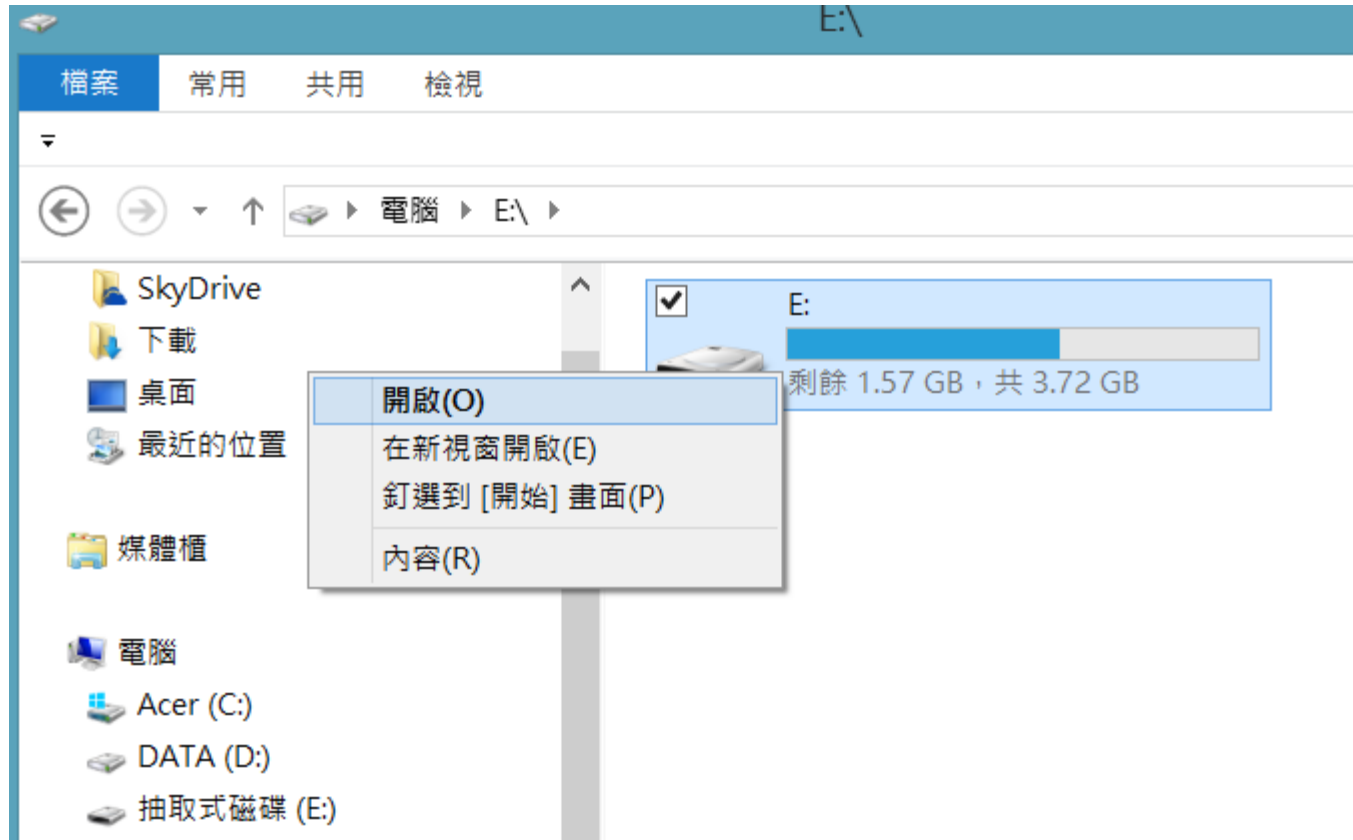 E:\
檔案 常用 共用 檢視
電腦 E:\
SkyDrive
下載
桌面
最近的位置
媒體櫃
電腦
Acer (C:)
DATA (D:)
抽取式磁碟 (E:)
E:
剩餘 1.57 GB，共 3.72 GB
開啟(O)
在新視窗開啟(E)
釘選到 [開始] 畫面(P)
內容(R)